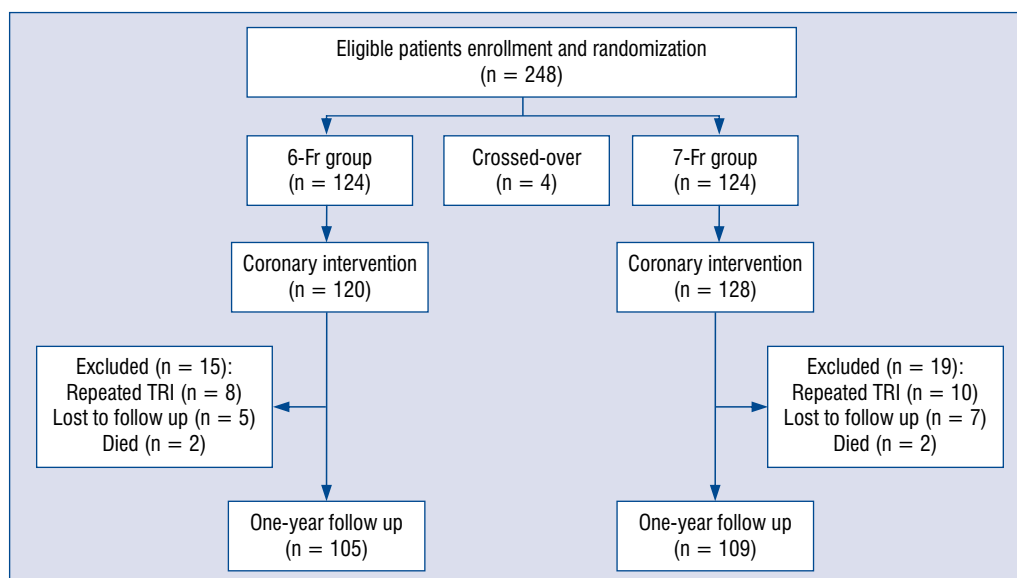 Eligible patients enrollment and randomization
(n = 248)
6-Fr group
(n = 124)
Crossed-over
(n = 4)
7-Fr group
(n = 124)
Coronary intervention
(n = 120)
Coronary intervention
(n = 128)
Excluded (n = 15):
Repeated TRI (n = 8)
Lost to follow up (n = 5)
Died (n = 2)
Excluded (n = 19):
Repeated TRI (n = 10)
Lost to follow up (n = 7)
Died (n = 2)
One-year follow up
(n = 105)
One-year follow up
(n = 109)